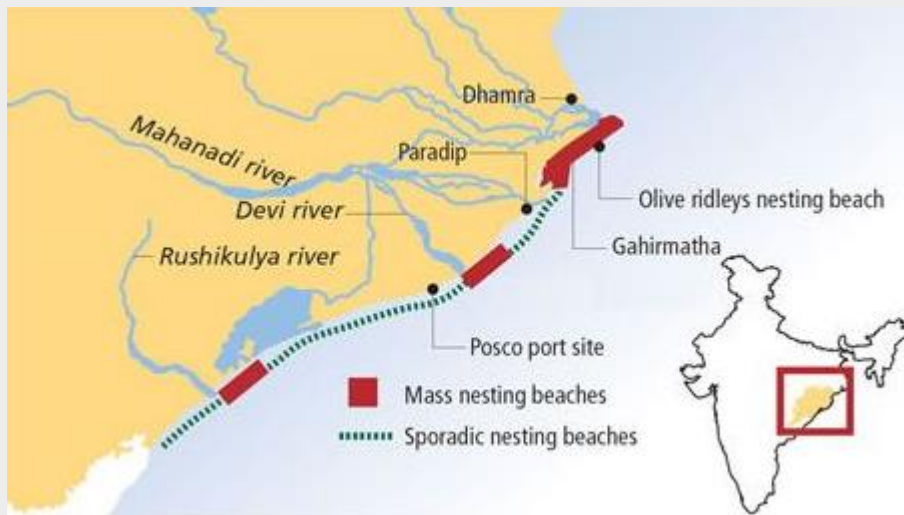 Dhamra
Mahanadi river
Paradip
Olive ridleys nesting beach
Devi river
Gahirmatha
Rushikulya river
Posco port site
Mass nesting beaches
Sporadic nesting beaches